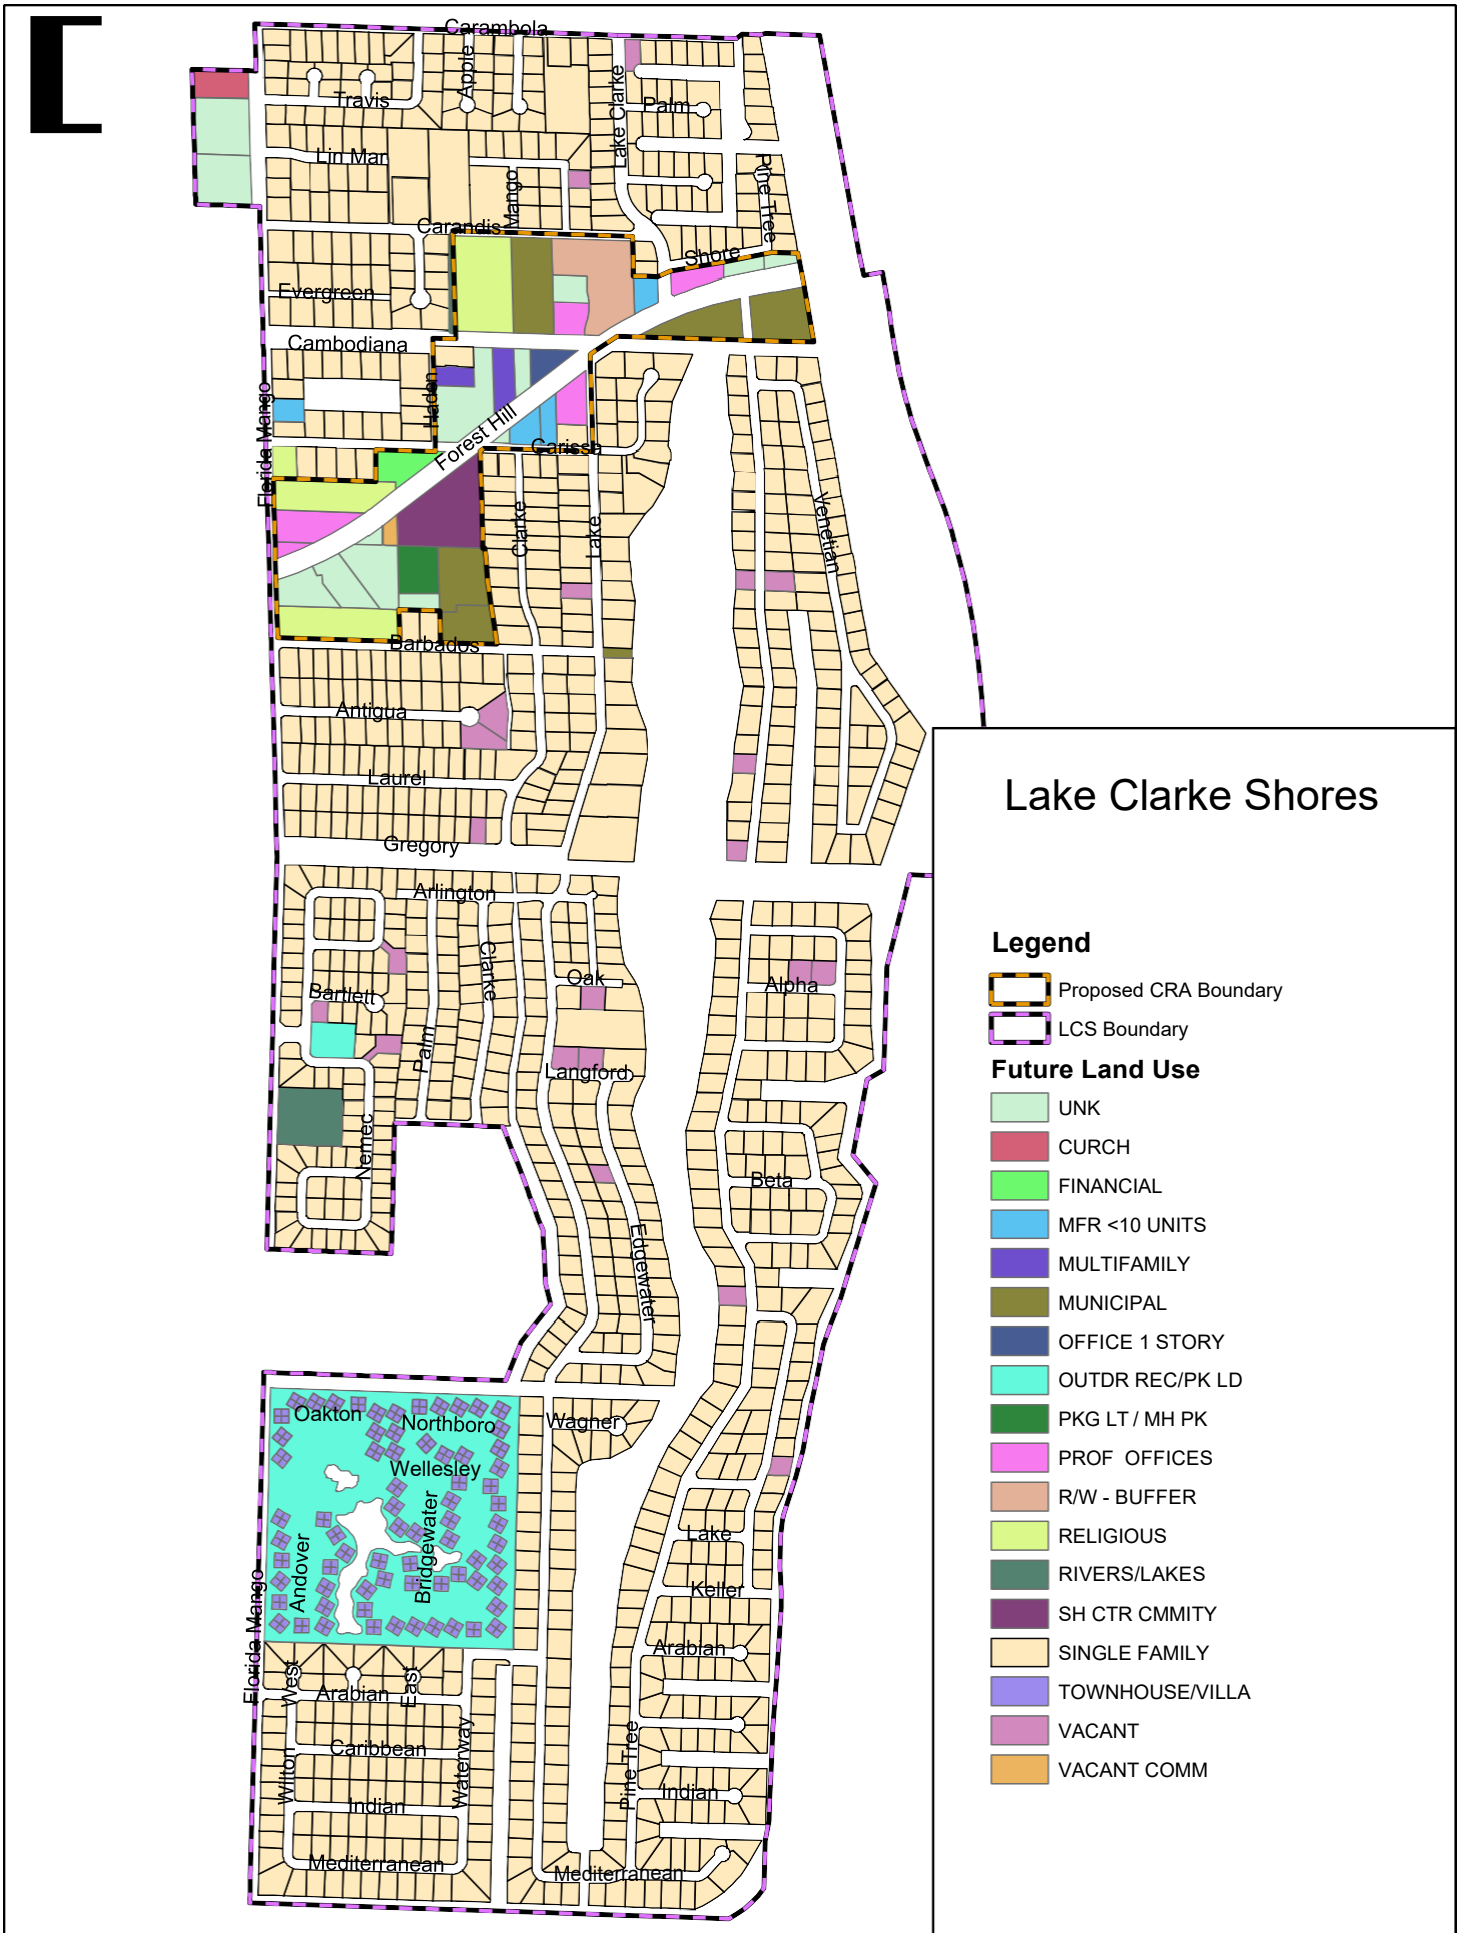 Carambola
Apple
Travis
Lake Clarke
Palm
Lin Mar
Mango
Pine Tree
Carandis
Shore
Evergreen
Cambodiana
Haden
Florida Mango
Forest Hill
Carissa
Clarke
Lake
Venetian
Barbados
Antigua
Laurel
Gregory
Lake Clarke Shores
Arlington
Clarke
Oak
Alpha
Bartlett
Palm
Langford
Nemec
Beta
Edgewater
Legend
Proposed CRA Boundary
LCS Boundary
Future Land Use
UNK
CURCH
FINANCIAL
MFR <10 UNITS
MULTIFAMILY
MUNICIPAL
OFFICE 1 STORY
OUTDR REC/PK LD
PKG LT / MH PK
PROF  OFFICES
R/W - BUFFER
RELIGIOUS
RIVERS/LAKES
SH CTR CMMITY
SINGLE FAMILY
TOWNHOUSE/VILLA
VACANT
VACANT COMM
Oakton
Northboro
Wagner
Wellesley
Bridgewater
Andover
Lake
Keller
Florida Mango
Arabian
West
Arabian
East
Caribbean
Wilton
Waterway
Pine Tree
Indian
Indian
Mediterranean
Mediterranean